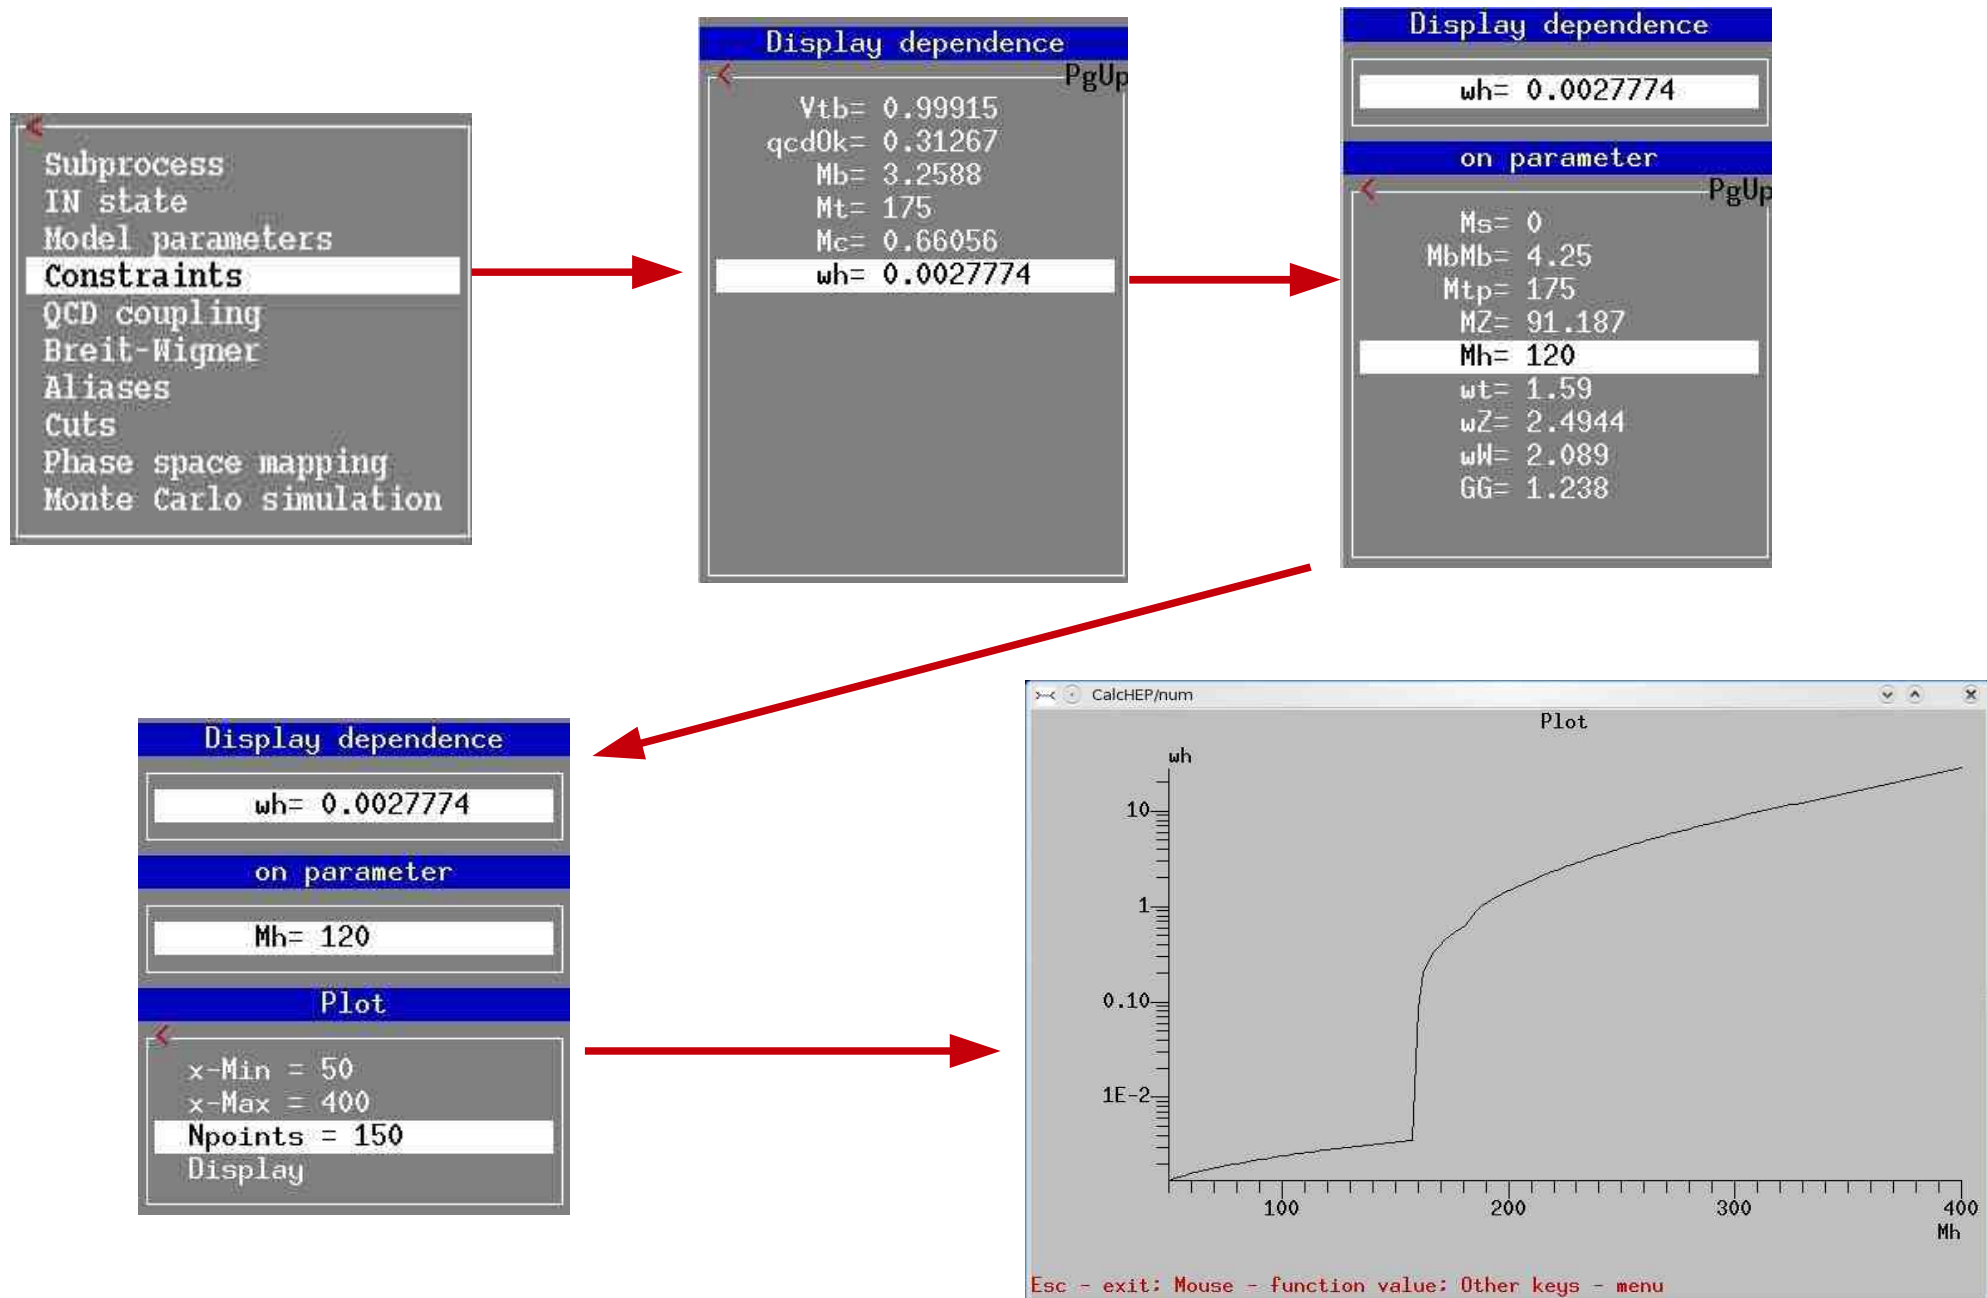 <
Subprocess
IN state
Model parameters
Constraints
QCD coupling
Breit-Wigner
Aliases
Cuts
Phase space mapping
Monte Carlo simulation
Display dependence
<
PgUp
Vtb= 0.99915
qcdOk= 0.31267
Mb= 3.2588
Mt= 175
Mc= 0.66056
wh= 0.0027774
Display dependence
wh= 0.0027774
on parameter
<
PgUp
Ms= 0
MbMb= 4.25
Mtp= 175
MZ= 91.187
Mh= 120
wt= 1.59
wZ= 2.4944
wW= 2.089
GG= 1.238
Display dependence
wh= 0.0027774
on parameter
Mh= 120
Plot
<
x-Min = 50
x-Max = 400
Npoints = 150
Display
CalcHEP/num
Plot
wh
10
1
0.10
1E-2
100 200 300 400
Mh
Esc - exit; Mouse - function value; Other keys - menu